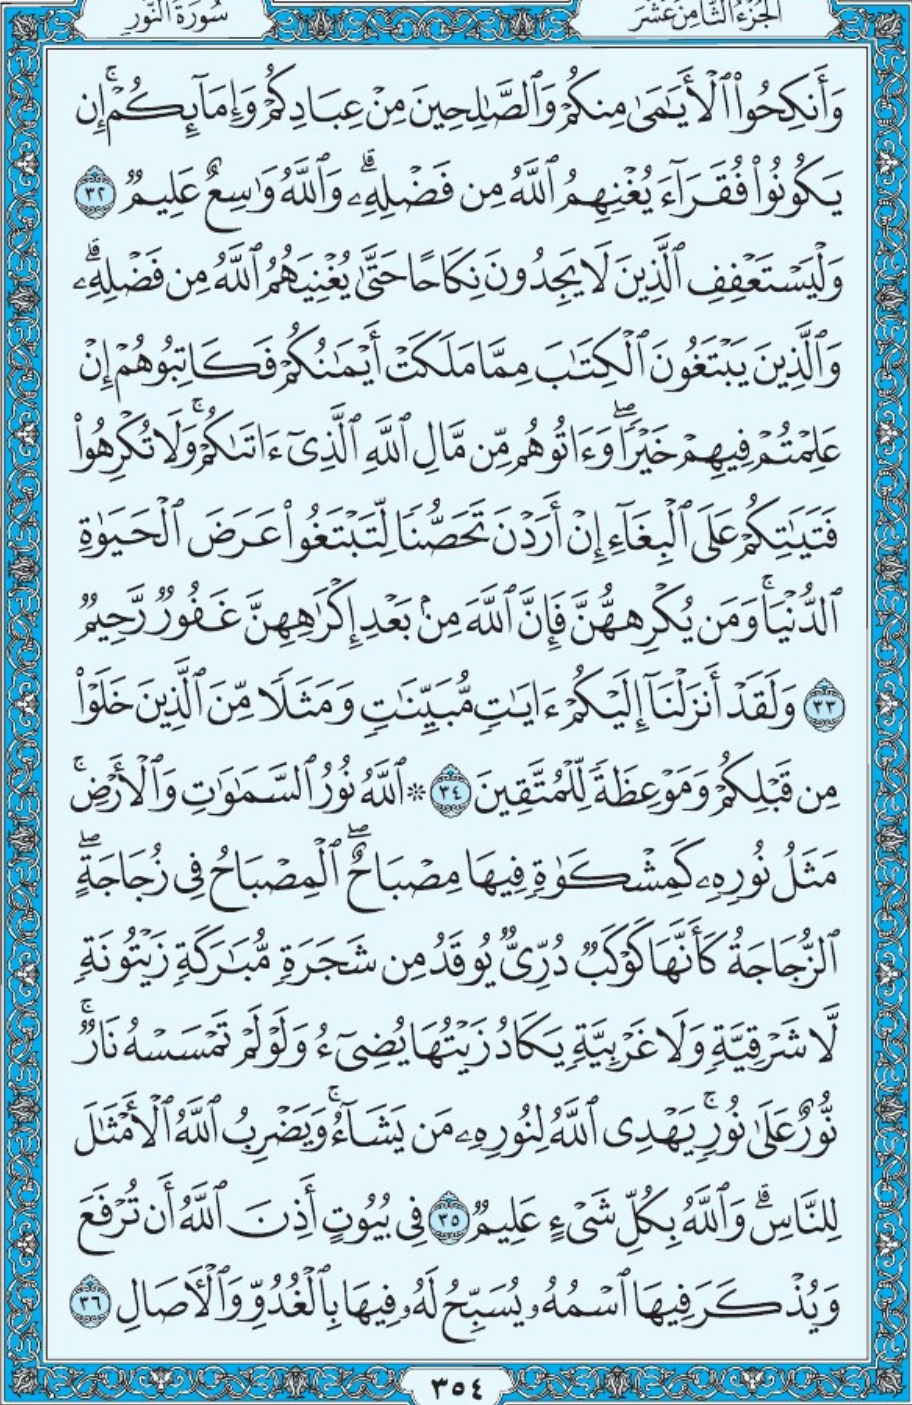 الجزء الثامن عشر
سورة النور
وَأَنكِحُوا۟ ٱلْأَيَـٰمَىٰ مِنكُمْ وَٱلصَّـٰلِحِينَ مِنْ عِبَادِكُمْ وَإِمَآئِكُمْ ۚ إِن
يَكُونُوا۟ فُقَرَآءَ يُغْنِهِمُ ٱللَّهُ مِن فَضْلِهِۦ ۗ وَٱللَّهُ وَٰسِعٌ عَلِيمٌ ٣٢
وَلْيَسْتَعْفِفِ ٱلَّذِينَ لَا يَجِدُونَ نِكَاحًا حَتَّىٰ يُغْنِيَهُمُ ٱللَّهُ مِن فَضْلِهِۦ ۗ
وَٱلَّذِينَ يَبْتَغُونَ ٱلْكِتَـٰبَ مِمَّا مَلَكَتْ أَيْمَـٰنُكُمْ فَكَاتِبُوهُمْ إِنْ
عَلِمْتُمْ فِيهِمْ خَيْرًا ۖ وَءَاتُوهُم مِّن مَّالِ ٱللَّهِ ٱلَّذِىٓ ءَاتَىٰكُمْ ۚ وَلَا تُكْرِهُوا۟
فَتَيَـٰتِكُمْ عَلَى ٱلْبِغَآءِ إِنْ أَرَدْنَ تَحَصُّنًا لِّتَبْتَغُوا۟ عَرَضَ ٱلْحَيَوٰةِ
ٱلدُّنْيَا ۚ وَمَن يُكْرِههُّنَّ فَإِنَّ ٱللَّهَ مِنۢ بَعْدِ إِكْرَٰهِهِنَّ غَفُورٌ رَّحِيمٌ
٣٣ وَلَقَدْ أَنزَلْنَآ إِلَيْكُمْ ءَايَـٰتٍ مُّبَيِّنَـٰتٍ وَمَثَلًا مِّنَ ٱلَّذِينَ خَلَوْا۟
مِن قَبْلِكُمْ وَمَوْعِظَةً لِّلْمُتَّقِينَ ٣٤ ۞ ٱللَّهُ نُورُ ٱلسَّمَـٰوَٰتِ وَٱلْأَرْضِ ۚ
مَثَلُ نُورِهِۦ كَمِشْكَوٰةٍ فِيهَا مِصْبَاحٌ ۖ ٱلْمِصْبَاحُ فِى زُجَاجَةٍ ۖ
ٱلزُّجَاجَةُ كَأَنَّهَا كَوْكَبٌ دُرِّىٌّ يُوقَدُ مِن شَجَرَةٍ مُّبَـٰرَكَةٍ زَيْتُونَةٍ
لَّا شَرْقِيَّةٍ وَلَا غَرْبِيَّةٍ يَكَادُ زَيْتُهَا يُضِىٓءُ وَلَوْ لَمْ تَمْسَسْهُ نَارٌ ۚ
نُّورٌ عَلَىٰ نُورٍ ۗ يَهْدِى ٱللَّهُ لِنُورِهِۦ مَن يَشَآءُ ۚ وَيَضْرِبُ ٱللَّهُ ٱلْأَمْثَـٰلَ
لِلنَّاسِ ۗ وَٱللَّهُ بِكُلِّ شَىْءٍ عَلِيمٌ ٣٥ فِى بُيُوتٍ أَذِنَ ٱللَّهُ أَن تُرْفَعَ
وَيُذْكَرَ فِيهَا ٱسْمُهُۥ يُسَبِّحُ لَهُۥ فِيهَا بِٱلْغُدُوِّ وَٱلْـَٔاصَالِ ٣٦
٣٥٤